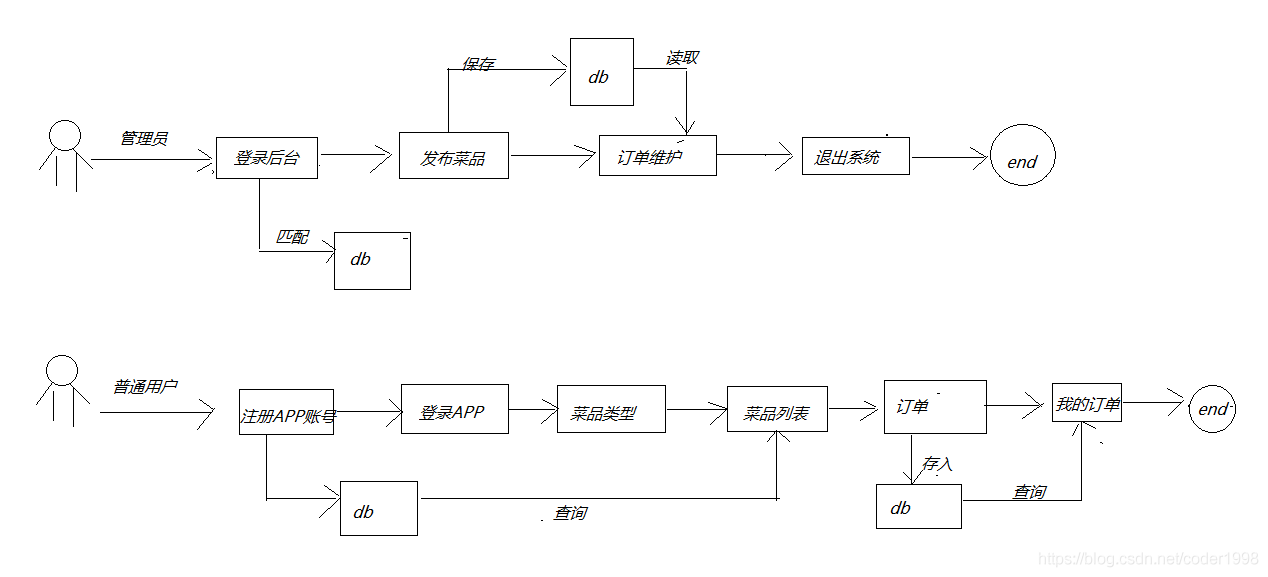 保存
db
读取
管理员
登录后台
发布菜品
订单维护
退出系统
end
匹配
db
普通用户
注册APP账号
登录APP
菜品类型
菜品列表
订单
我的订单
end
存入
db
查询
db
查询
https://blog.csdn.net/coder1998